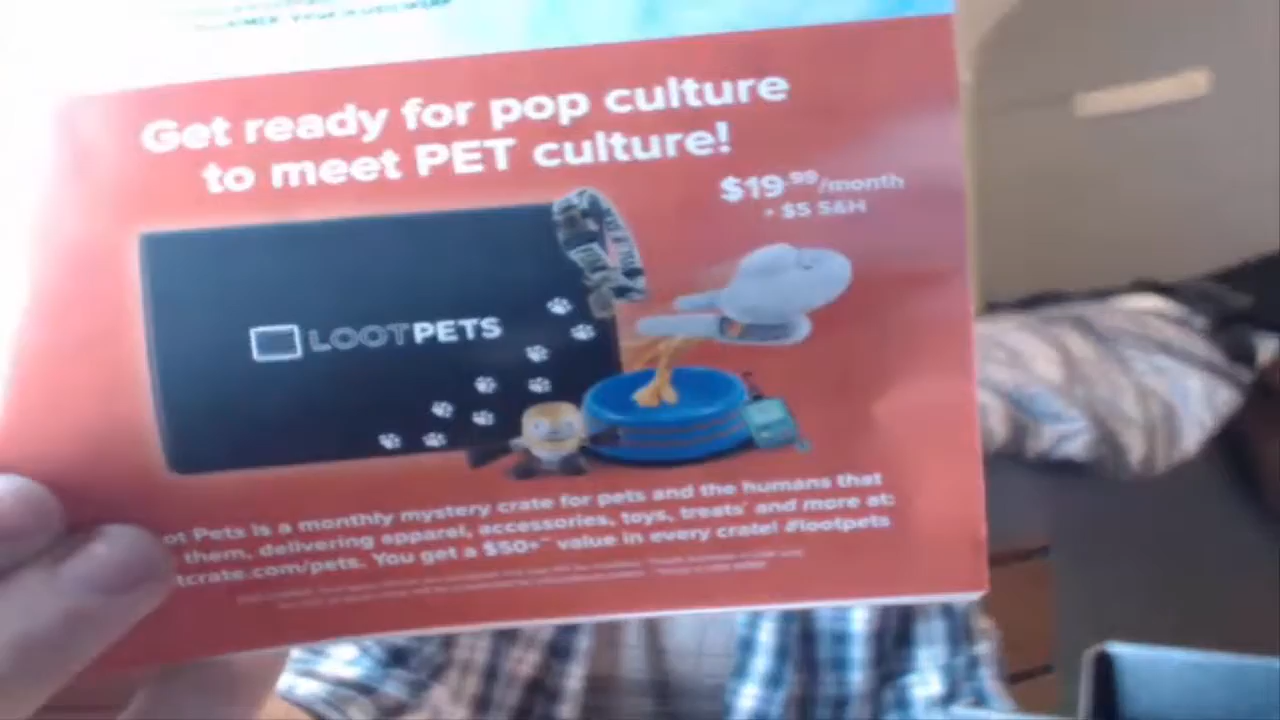 Get ready for pop culture
to meet PET culture!
$19.99/month
+ $5 S&H
LOOTPETS
ot Pets is a monthly mystery crate for pets and the humans that
them, delivering apparel, accessories, toys, treats* and more at:
tcrate.com/pets. You get a $50+** value in every crate! #lootpets